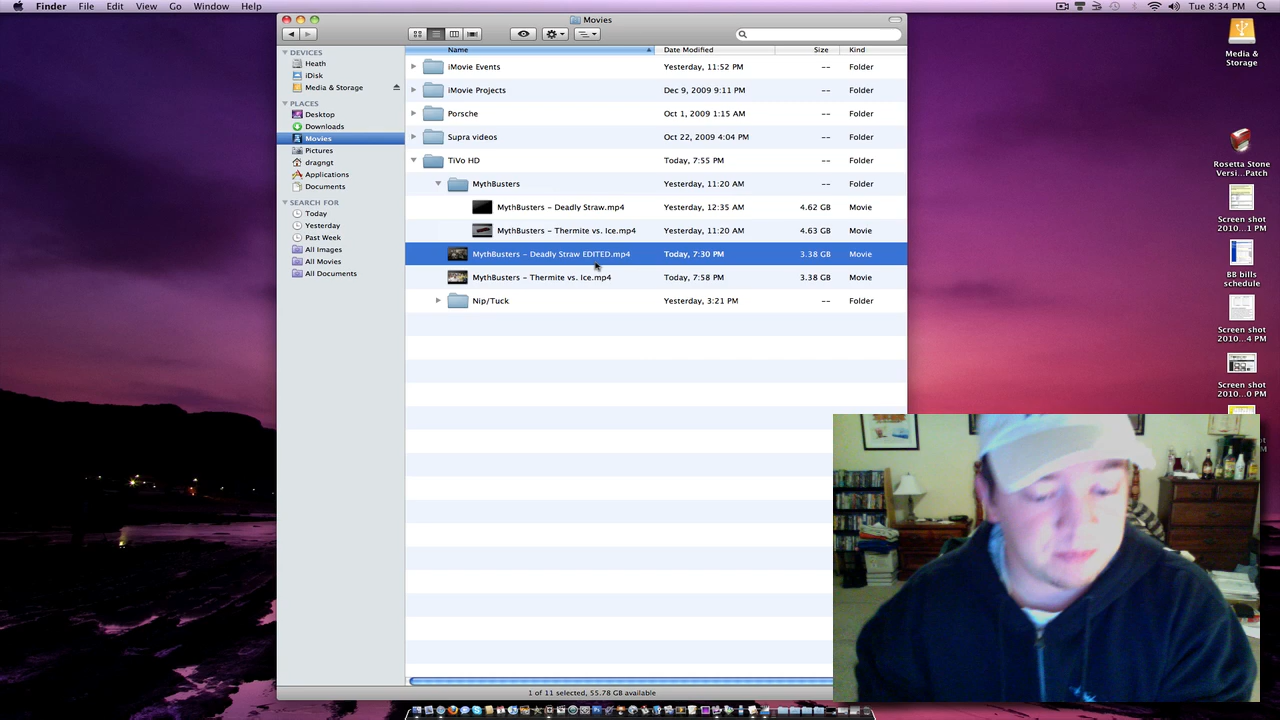 Finder File Edit View Go Window Help
Tue 8:34 PM
Movies
DEVICES
Heath
iDisk
Media & Storage
PLACES
Desktop
Downloads
Movies
Pictures
dragngt
Applications
Documents
SEARCH FOR
Today
Yesterday
Past Week
All Images
All Movies
All Documents
Name Date Modified Size Kind
iMovie Events Yesterday, 11:52 PM -- Folder
iMovie Projects Dec 9, 2009 9:11 PM -- Folder
Porsche Oct 1, 2009 1:15 AM -- Folder
Supra videos Oct 22, 2009 4:04 PM -- Folder
TiVo HD Today, 7:55 PM -- Folder
MythBusters Yesterday, 11:20 AM -- Folder
MythBusters – Deadly Straw.mp4 Yesterday, 12:35 AM 4.62 GB Movie
MythBusters – Thermite vs. Ice.mp4 Yesterday, 11:20 AM 4.63 GB Movie
MythBusters – Deadly Straw EDITED.mp4 Today, 7:30 PM 3.38 GB Movie
MythBusters – Thermite vs. Ice.mp4 Today, 7:58 PM 3.38 GB Movie
Nip/Tuck Yesterday, 3:21 PM -- Folder
1 of 11 selected, 55.78 GB available
Media &
Storage
Rosetta Stone
Versi...Patch
Screen shot
2010...1 PM
BB bills
schedule
Screen shot
2010...4 PM
Screen shot
2010...0 PM